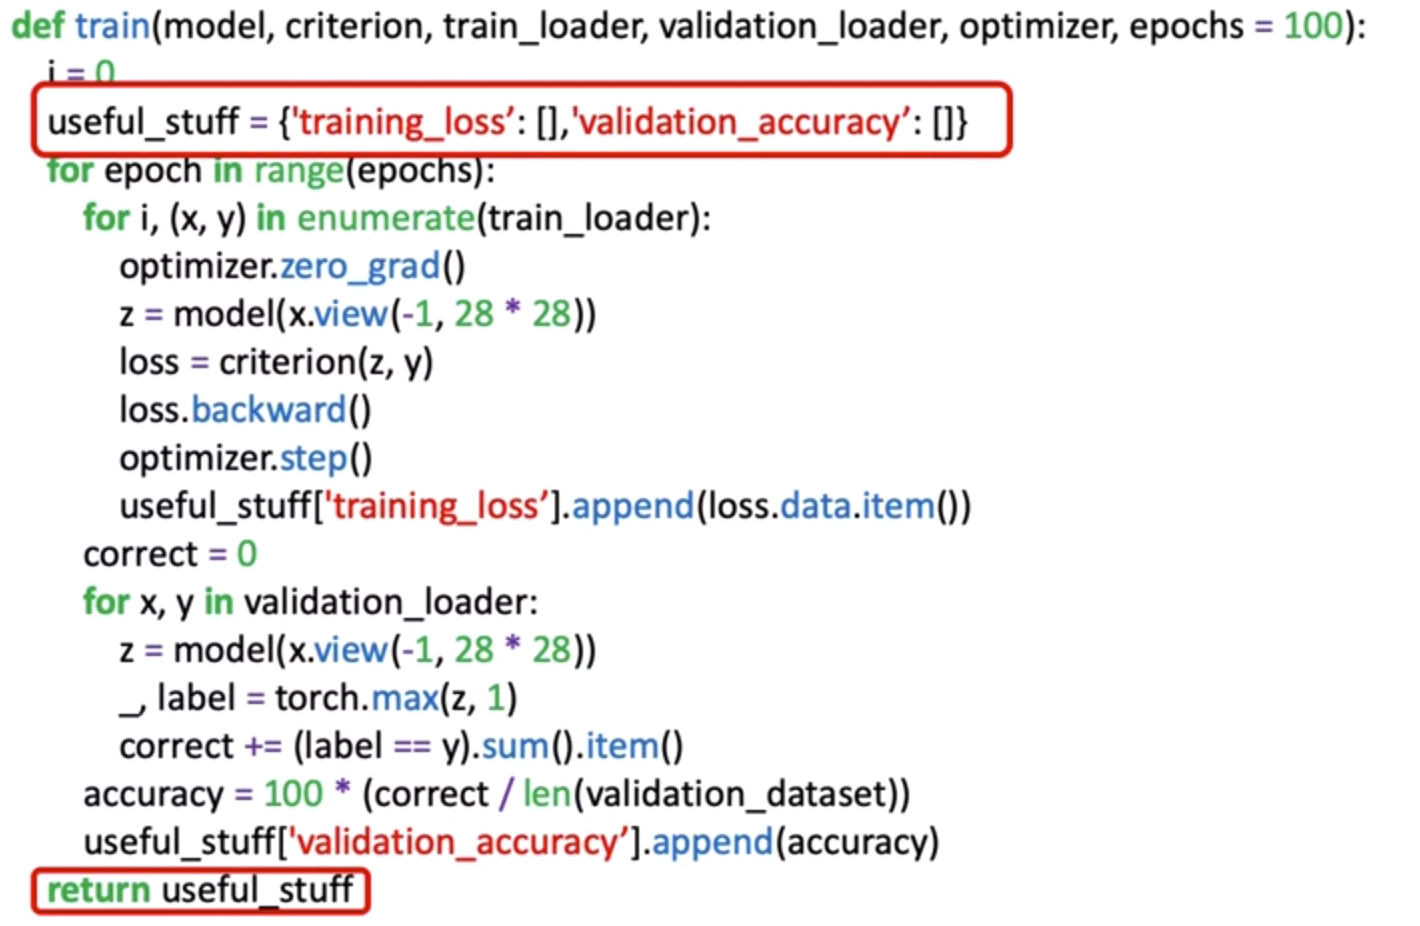 def train(model, criterion, train_loader, validation_loader, optimizer, epochs = 100):
i = 0
useful_stuff = {'training_loss’: [],'validation_accuracy’: []}
for epoch in range(epochs):
for i, (x, y) in enumerate(train_loader):
optimizer.zero_grad()
z = model(x.view(-1, 28 * 28))
loss = criterion(z, y)
loss.backward()
optimizer.step()
useful_stuff['training_loss’].append(loss.data.item())
correct = 0
for x, y in validation_loader:
z = model(x.view(-1, 28 * 28))
_, label = torch.max(z, 1)
correct += (label == y).sum().item()
accuracy = 100 * (correct / len(validation_dataset))
useful_stuff['validation_accuracy’].append(accuracy)
return useful_stuff